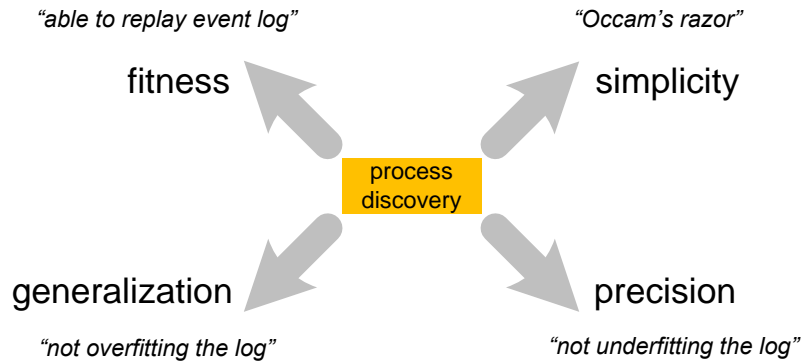 “able to replay event log”
“Occam’s razor”
fitness
simplicity
process
discovery
generalization
precision
“not overfitting the log”
“not underfitting the log”